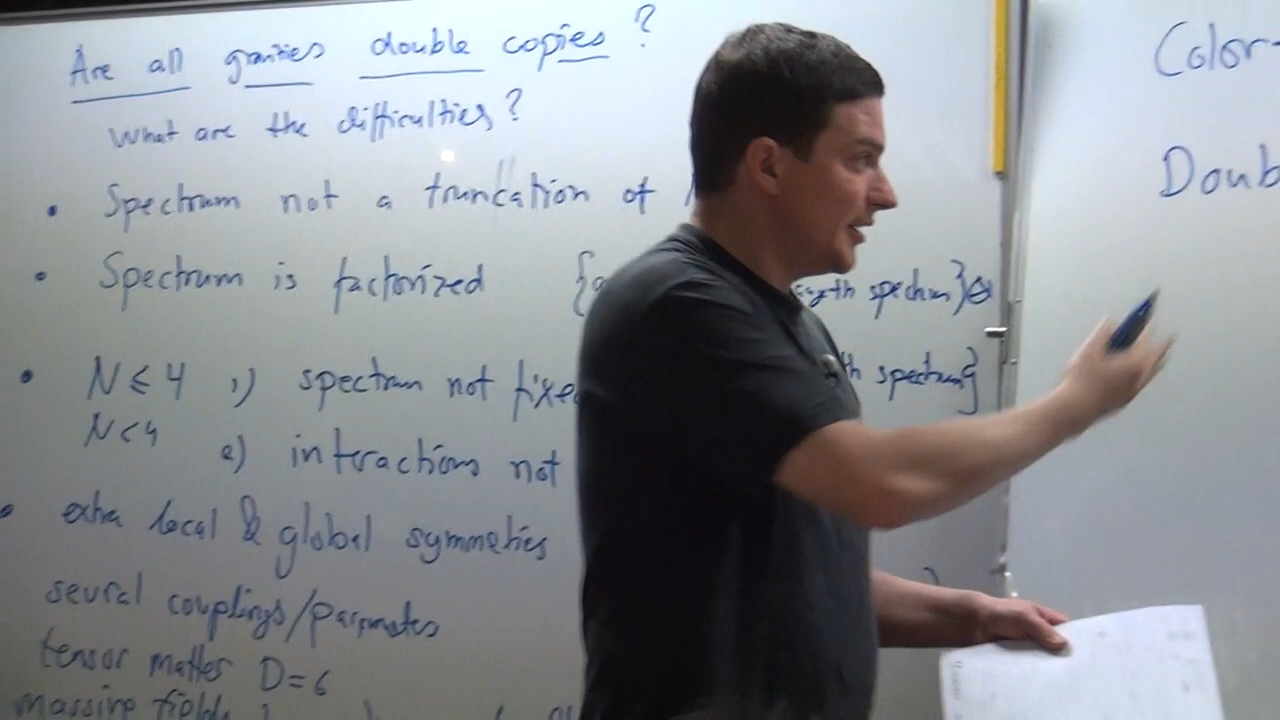 Are all gravities double copies ?
What are the difficulties ?
• Spectrum not a truncation of
• Spectrum is factorized { spectrum} ⊗
• N ≤ 4 1) spectrum not fixed spectrum}
N < 4 2) interactions not
• extra local & global symmetries
several couplings/parameters
tensor matter D=6
massive fields
Color-
Doub